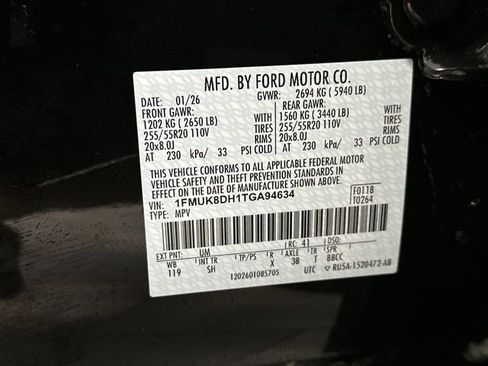 MFD. BY FORD MOTOR CO.
DATE: 01/26 GVWR: 2694 KG ( 5940 LB)
FRONT GAWR: REAR GAWR:
1202 KG ( 2650 LB) WITH 1560 KG ( 3440 LB) WITH
255/55R20 110V TIRES 255/55R20 110V TIRES
20x8.0J RIMS 20x8.0J RIMS
AT 230 kPa/ 33 PSI COLD AT 230 kPa/ 33 PSI COLD
THIS VEHICLE CONFORMS TO ALL APPLICABLE FEDERAL MOTOR
VEHICLE SAFETY AND THEFT PREVENTION STANDARDS IN EFFECT
ON THE DATE OF MANUFACTURE SHOWN ABOVE.
VIN: 1FMUK8DH1TGA94634 F0118
TYPE: MPV T0264
EXT PNT: UM RC: 41 DSO:
WB INT TR TP/PS R AXLE TR
119 SH X 3B T BBCC
1202601085705 UTC ▽ RU5A-1520472-AB